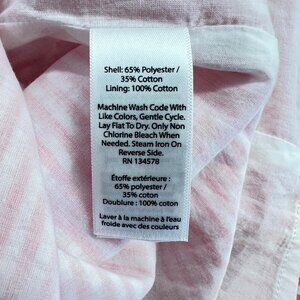 Shell: 65% Polyester /
35% Cotton
Lining: 100% Cotton
Machine Wash Code With
Like Colors, Gentle Cycle.
Lay Flat To Dry. Only Non
Chlorine Bleach When
Needed. Steam Iron On
Reverse Side.
RN 134578
Étoffe extérieure :
65% polyester /
35% coton
Doublure : 100% coton
Laver à la machine à l'eau
froide avec des couleurs